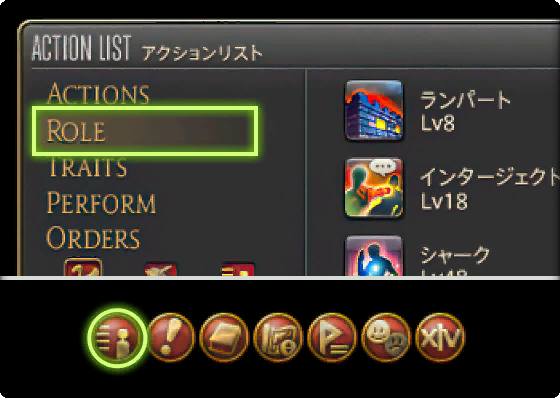 ACTION LIST アクションリスト
ACTIONS
ROLE
TRAITS
PERFORM
ORDERS
ランパート
Lv8
インタージェクト
Lv18
シャーク
Lv48
XIV